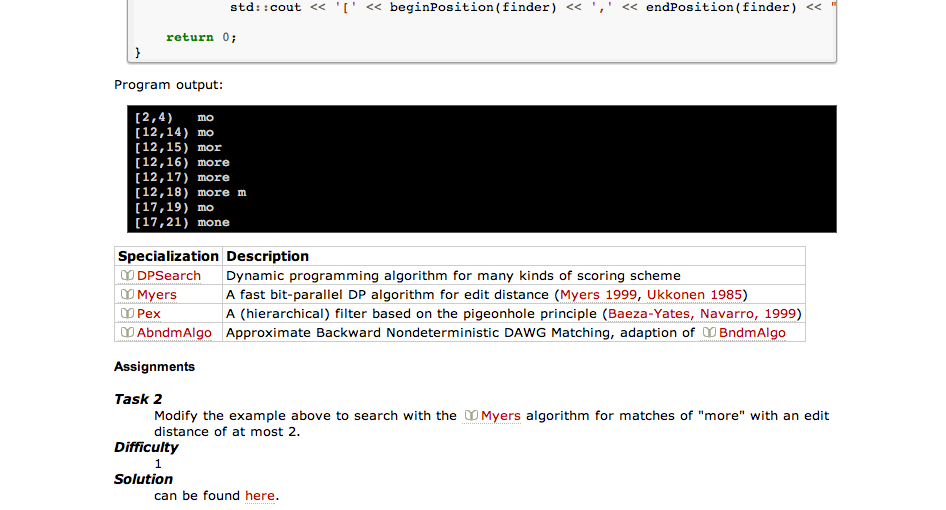 std::cout << '[' << beginPosition(finder) << ',' << endPosition(finder) << "
return 0;
}
Program output:
[2,4)   mo
[12,14) mo
[12,15) mor
[12,16) more
[12,17) more
[12,18) more m
[17,19) mo
[17,21) mone
Specialization Description
DPSearch Dynamic programming algorithm for many kinds of scoring scheme
Myers A fast bit-parallel DP algorithm for edit distance (Myers 1999, Ukkonen 1985)
Pex A (hierarchical) filter based on the pigeonhole principle (Baeza-Yates, Navarro, 1999)
AbndmAlgo Approximate Backward Nondeterministic DAWG Matching, adaption of BndmAlgo
Assignments
Task 2
Modify the example above to search with the Myers algorithm for matches of "more" with an edit
distance of at most 2.
Difficulty
1
Solution
can be found here.